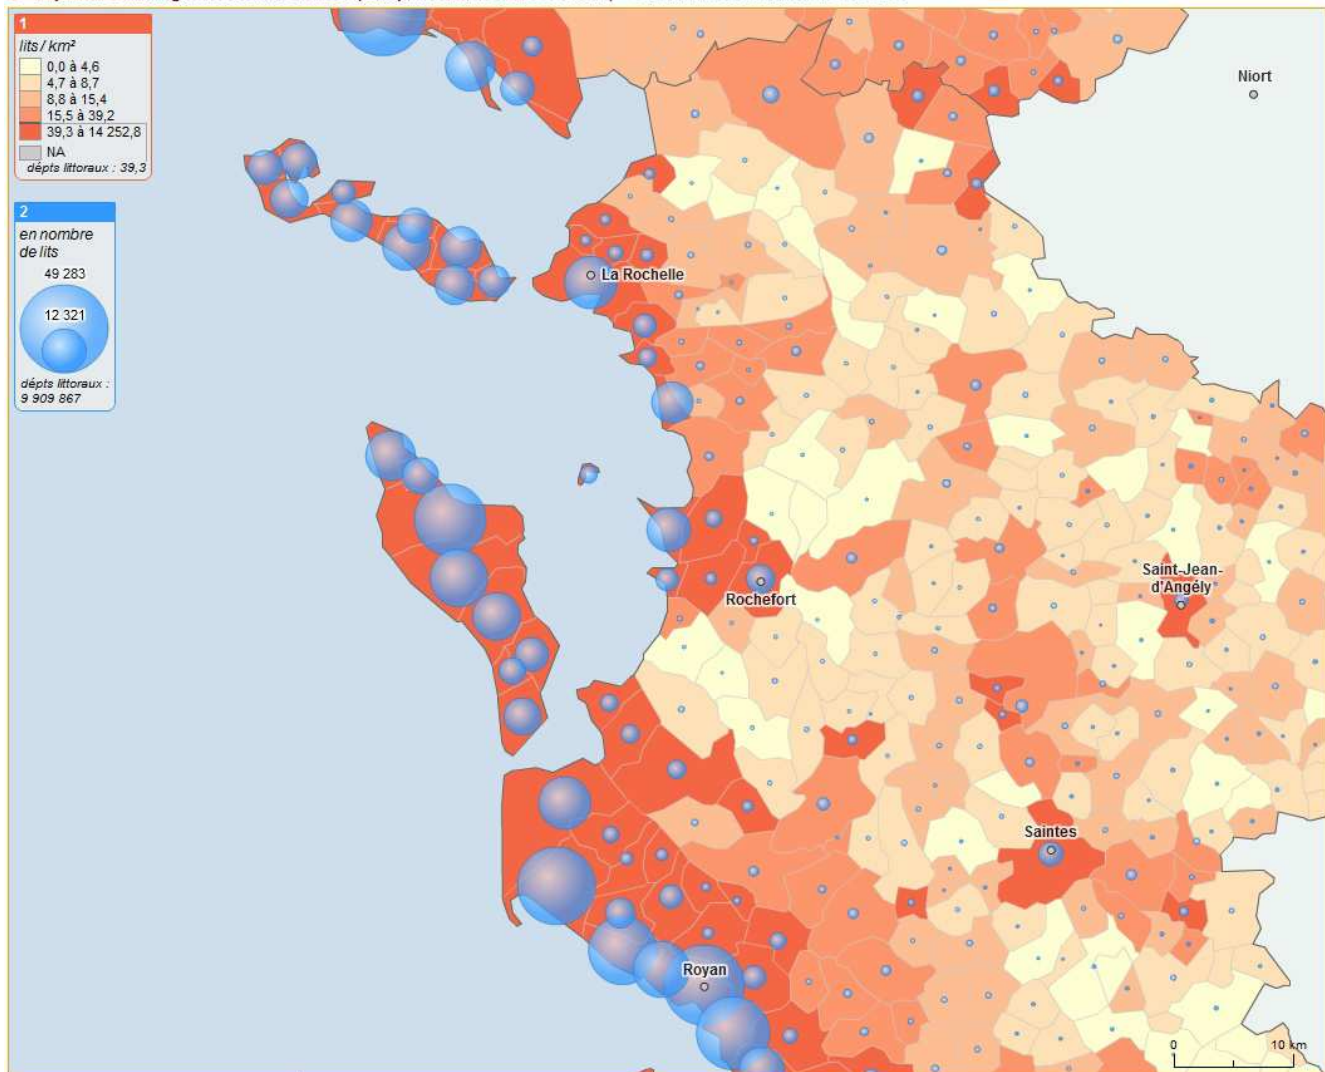 1
lits / km²
0,0 à 4,6
4,7 à 8,7
8,8 à 15,4
15,5 à 39,2
39,3 à 14 252,8
NA
dépts littoraux : 39,3
2
en nombre
de lits
49 283
12 321
dépts littoraux :
9 909 867
Niort
La Rochelle
Rochefort
Saint-Jean-
d'Angély
Saintes
Royan
0 10 km